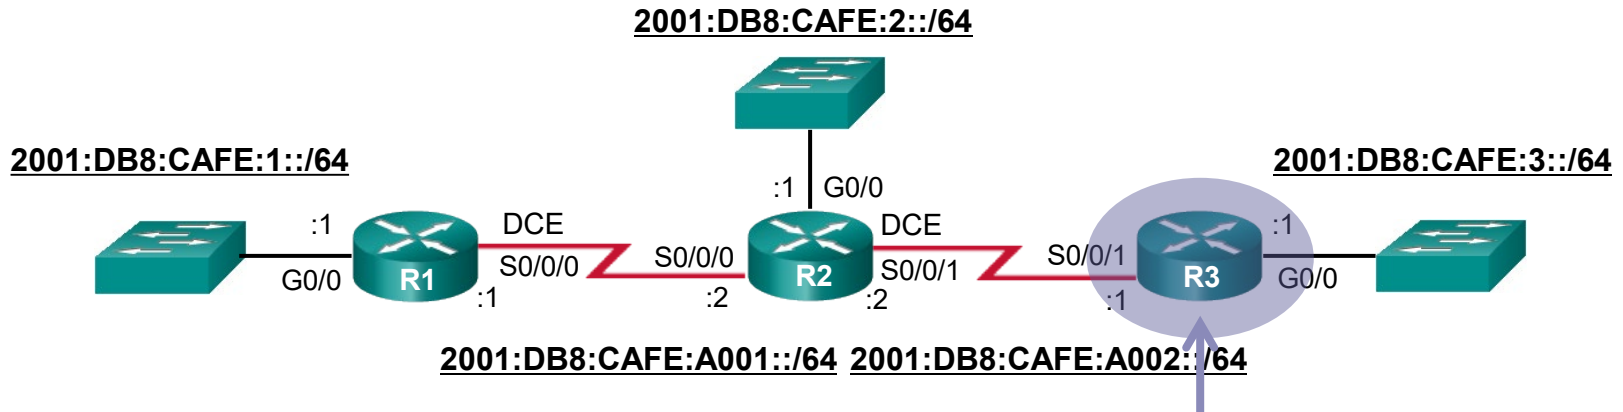 2001:DB8:CAFE:2::/64
2001:DB8:CAFE:1::/64
2001:DB8:CAFE:3::/64
:1 G0/0
:1 DCE DCE :1
R1 S0/0/0 S0/0/0 R2 S0/0/1 S0/0/1 R3
G0/0 G0/0
:1 :2 :2 :1
2001:DB8:CAFE:A001::/64 2001:DB8:CAFE:A002::/64